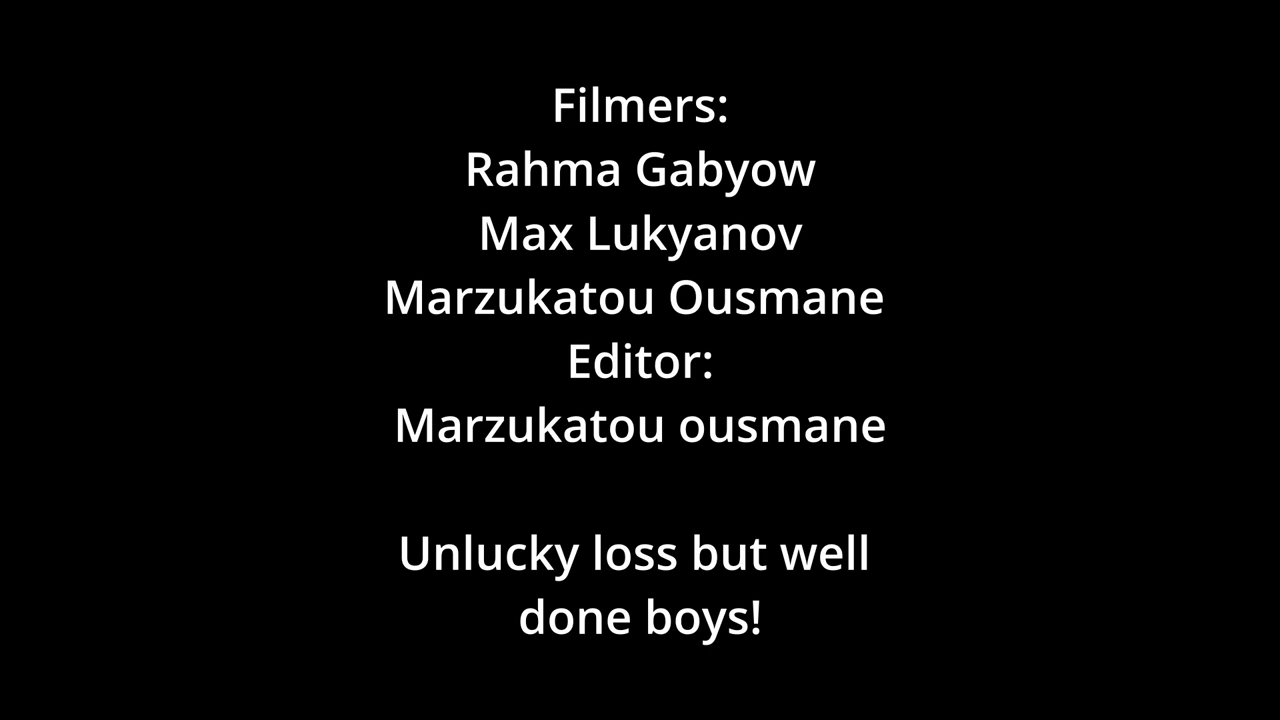 Filmers:
Rahma Gabyow
Max Lukyanov
Marzukatou Ousmane
Editor:
Marzukatou ousmane
Unlucky loss but well
done boys!